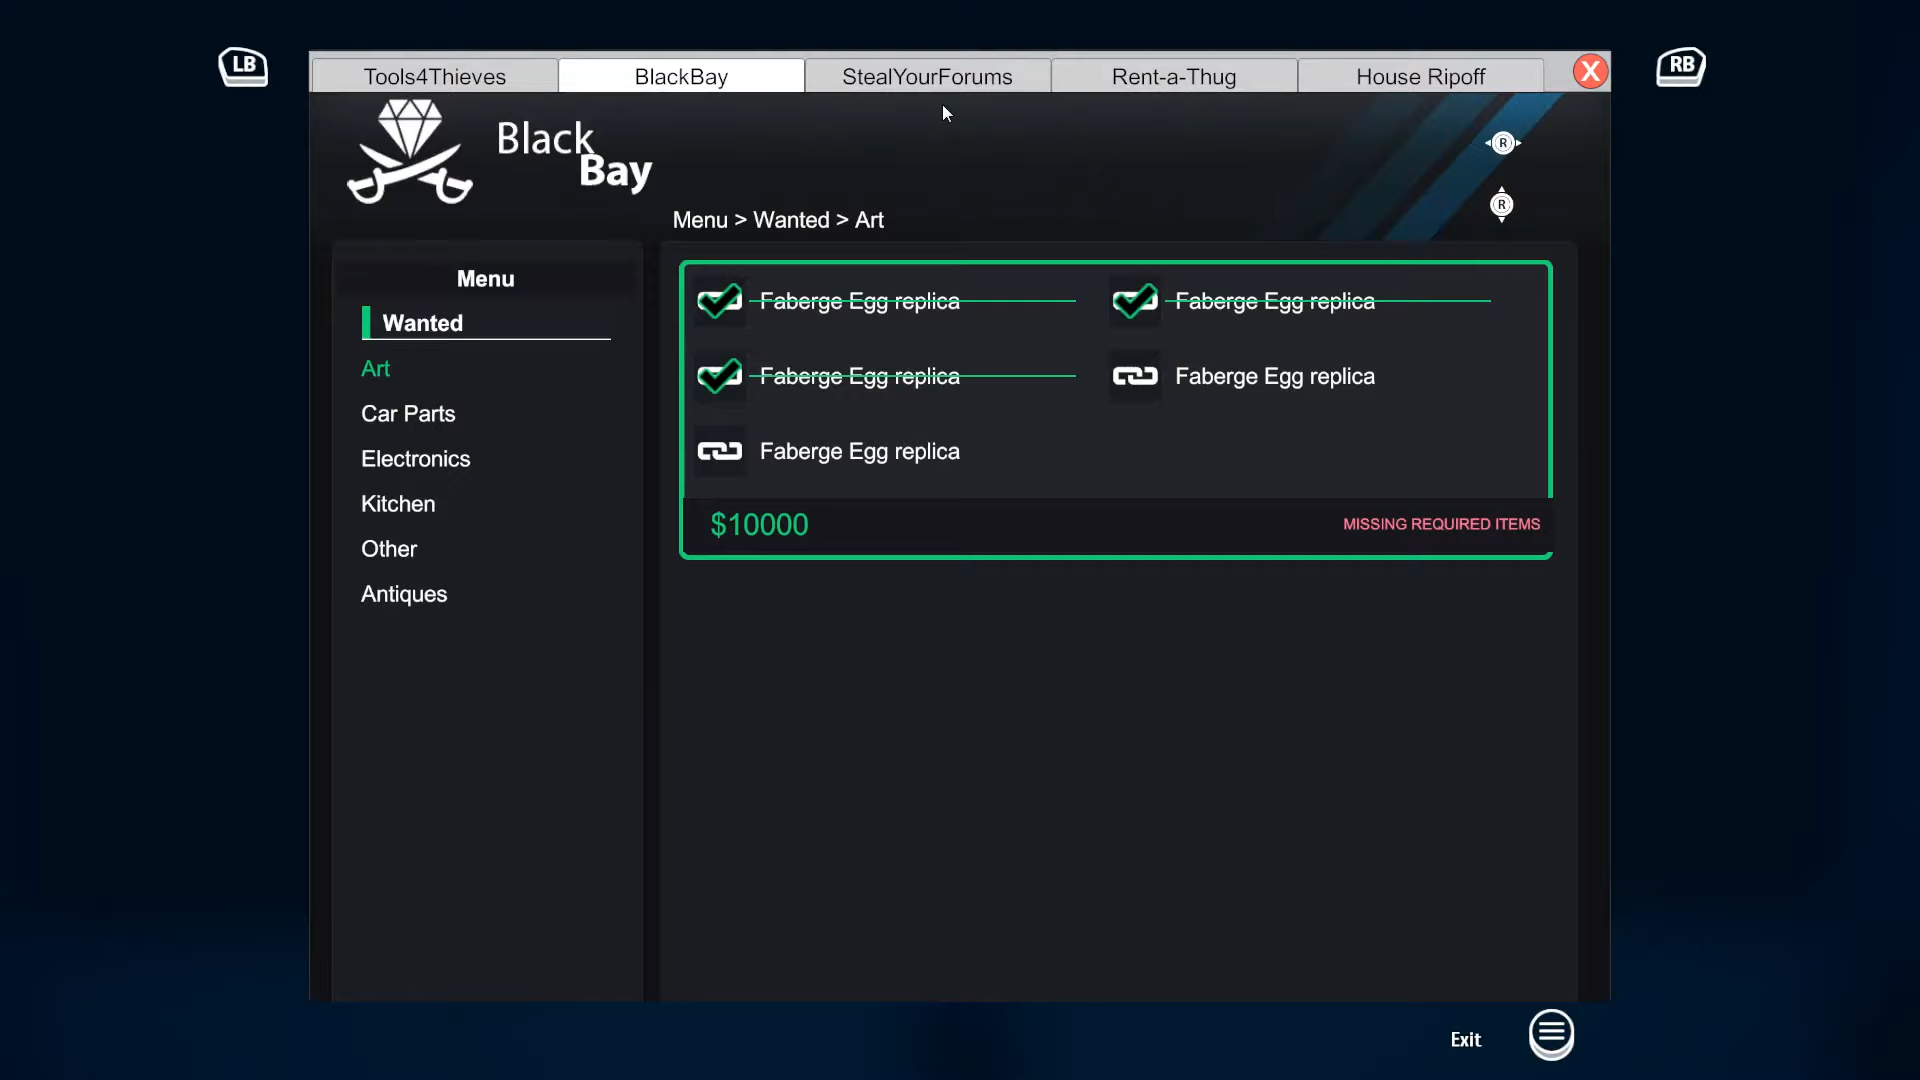 LB
RB
Tools4Thieves
BlackBay
StealYourForums
Rent-a-Thug
House Ripoff
X
Black
Bay
R
R
Menu > Wanted > Art
Menu
Wanted
Art
Car Parts
Electronics
Kitchen
Other
Antiques
Faberge Egg replica
Faberge Egg replica
Faberge Egg replica
Faberge Egg replica
Faberge Egg replica
$10000
MISSING REQUIRED ITEMS
Exit